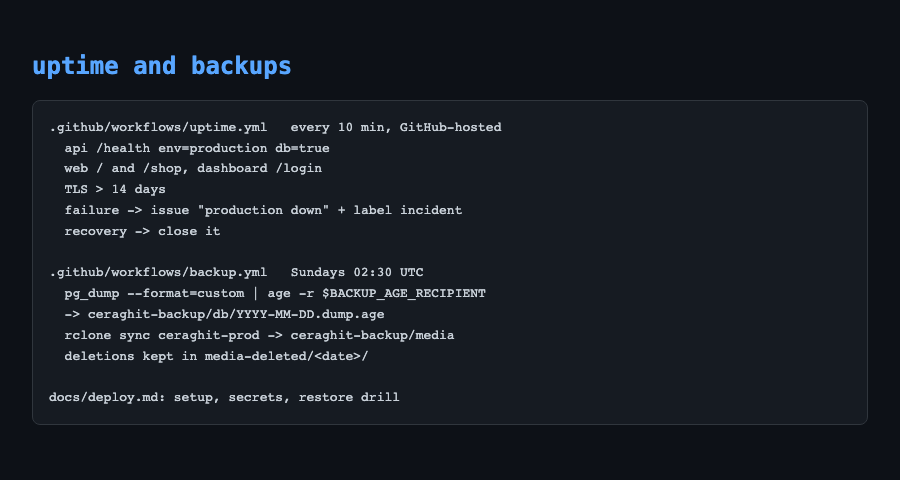 uptime and backups
.github/workflows/uptime.yml   every 10 min, GitHub-hosted
  api /health env=production db=true
  web / and /shop, dashboard /login
  TLS > 14 days
  failure -> issue "production down" + label incident
  recovery -> close it
.github/workflows/backup.yml   Sundays 02:30 UTC
  pg_dump --format=custom | age -r $BACKUP_AGE_RECIPIENT
  -> ceraghit-backup/db/YYYY-MM-DD.dump.age
  rclone sync ceraghit-prod -> ceraghit-backup/media
  deletions kept in media-deleted/<date>/
docs/deploy.md: setup, secrets, restore drill